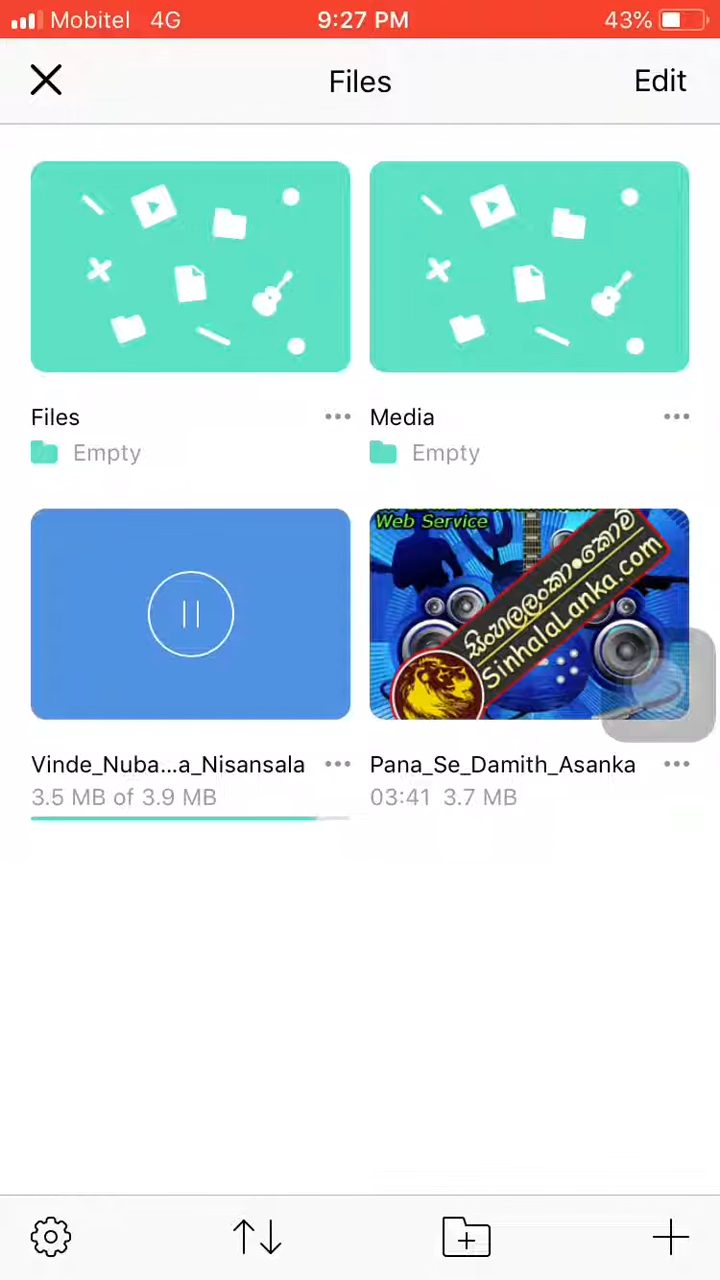 Mobitel 4G 9:27 PM 43%
Files Edit
Files
Empty
Media
Empty
Web Service
සිංහලලංකා•කොම්
SinhalaLanka.com
Vinde_Nuba...a_Nisansala
3.5 MB of 3.9 MB
Pana_Se_Damith_Asanka
03:41 3.7 MB